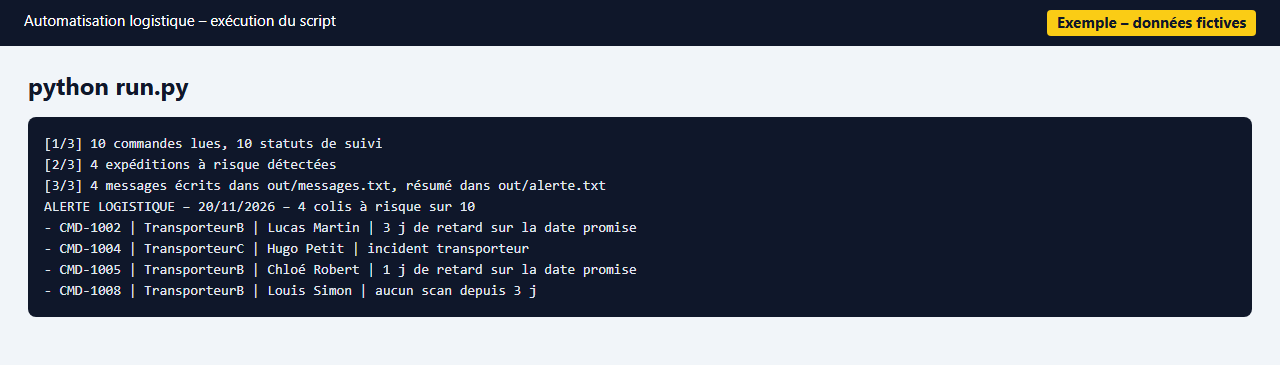 Automatisation logistique – exécution du script
Exemple – données fictives
python run.py
[1/3] 10 commandes lues, 10 statuts de suivi
[2/3] 4 expéditions à risque détectées
[3/3] 4 messages écrits dans out/messages.txt, résumé dans out/alerte.txt
ALERTE LOGISTIQUE — 20/11/2026 — 4 colis à risque sur 10
- CMD-1002 | TransporteurB | Lucas Martin | 3 j de retard sur la date promise
- CMD-1004 | TransporteurC | Hugo Petit | incident transporteur
- CMD-1005 | TransporteurB | Chloé Robert | 1 j de retard sur la date promise
- CMD-1008 | TransporteurB | Louis Simon | aucun scan depuis 3 j